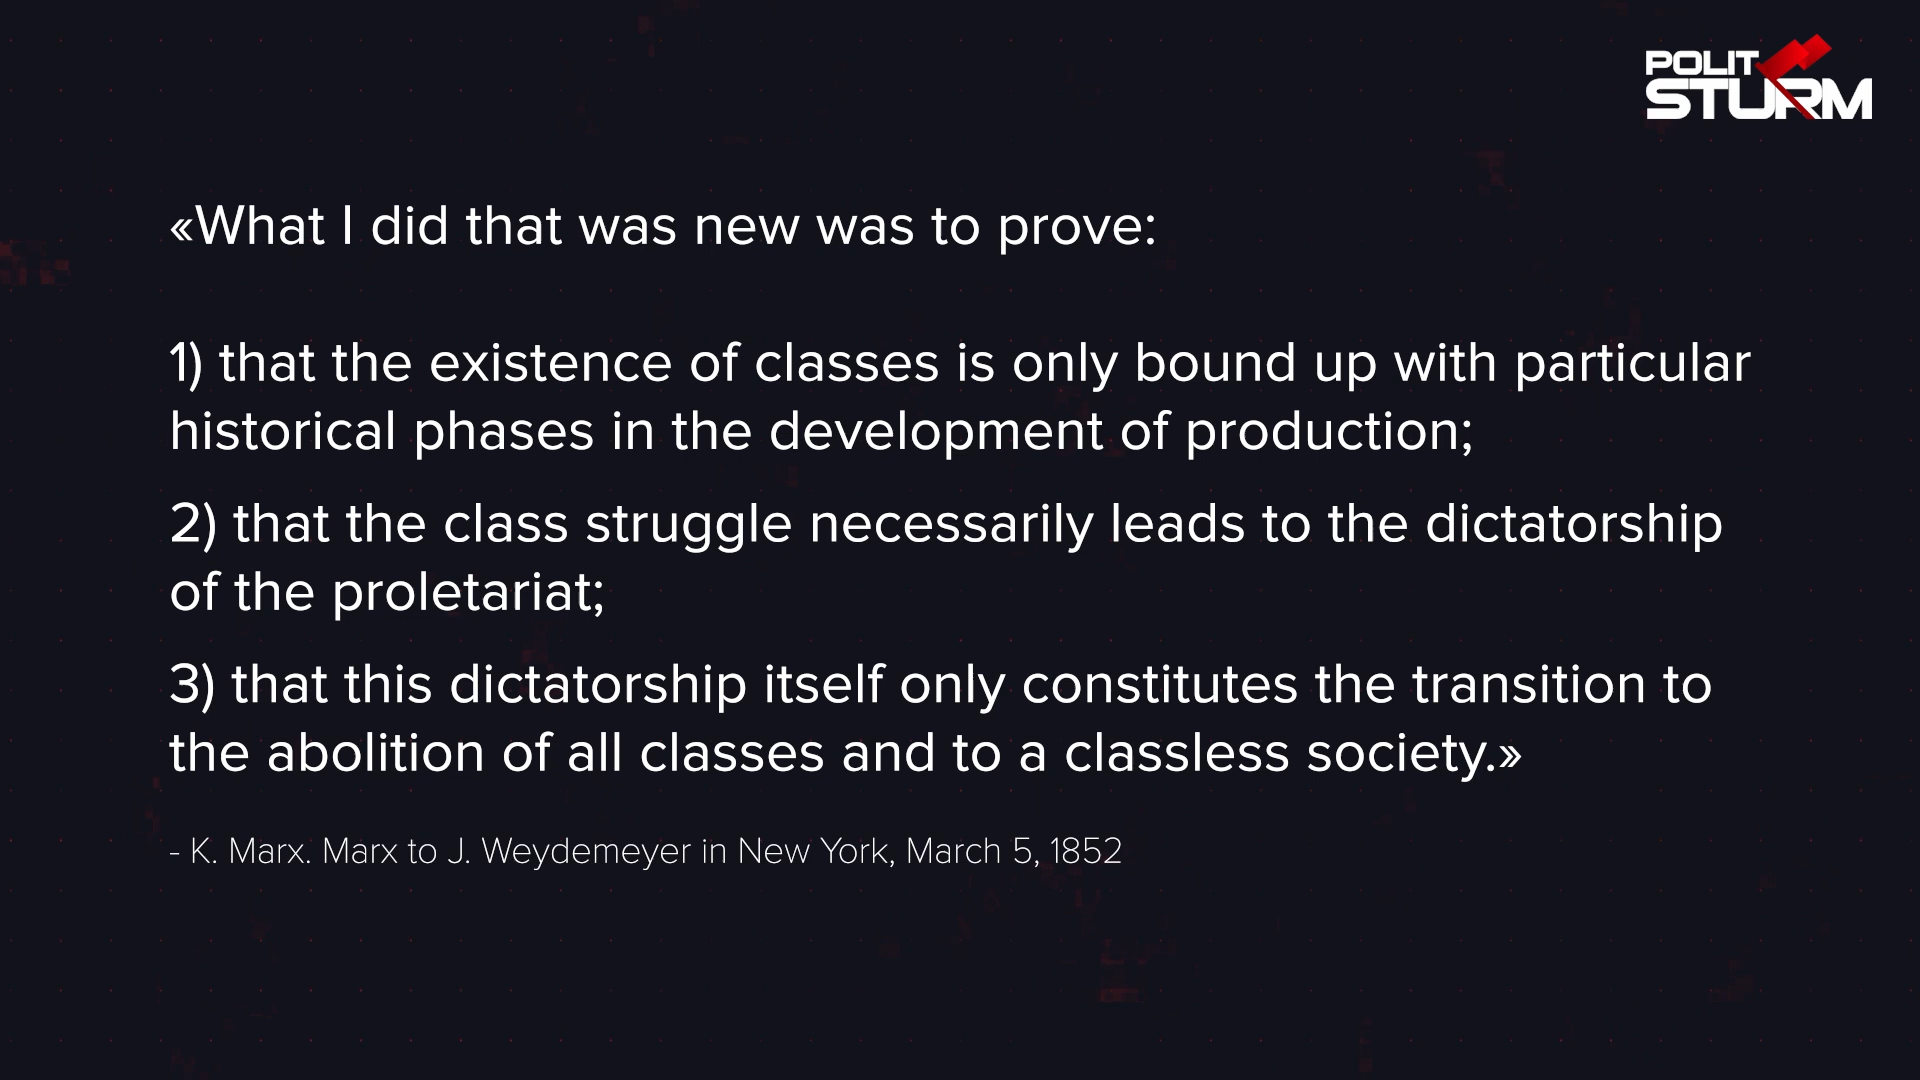 POLIT
STURM
«What I did that was new was to prove:
1) that the existence of classes is only bound up with particular
historical phases in the development of production;
2) that the class struggle necessarily leads to the dictatorship
of the proletariat;
3) that this dictatorship itself only constitutes the transition to
the abolition of all classes and to a classless society.»
- K. Marx. Marx to J. Weydemeyer in New York, March 5, 1852